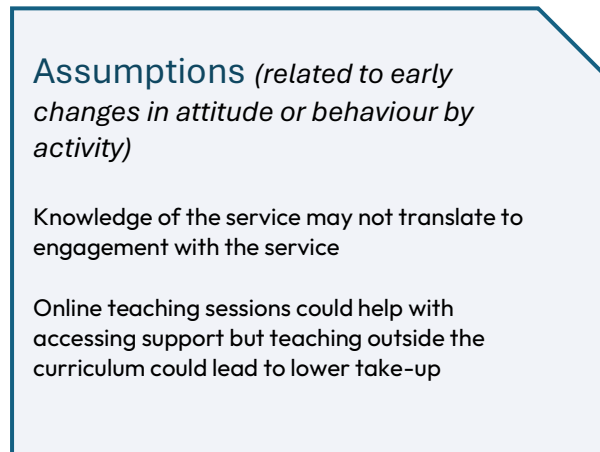 Assumptions (related to early
changes in attitude or behaviour by
activity)
Knowledge of the service may not translate to
engagement with the service
Online teaching sessions could help with
accessing support but teaching outside the
curriculum could lead to lower take-up